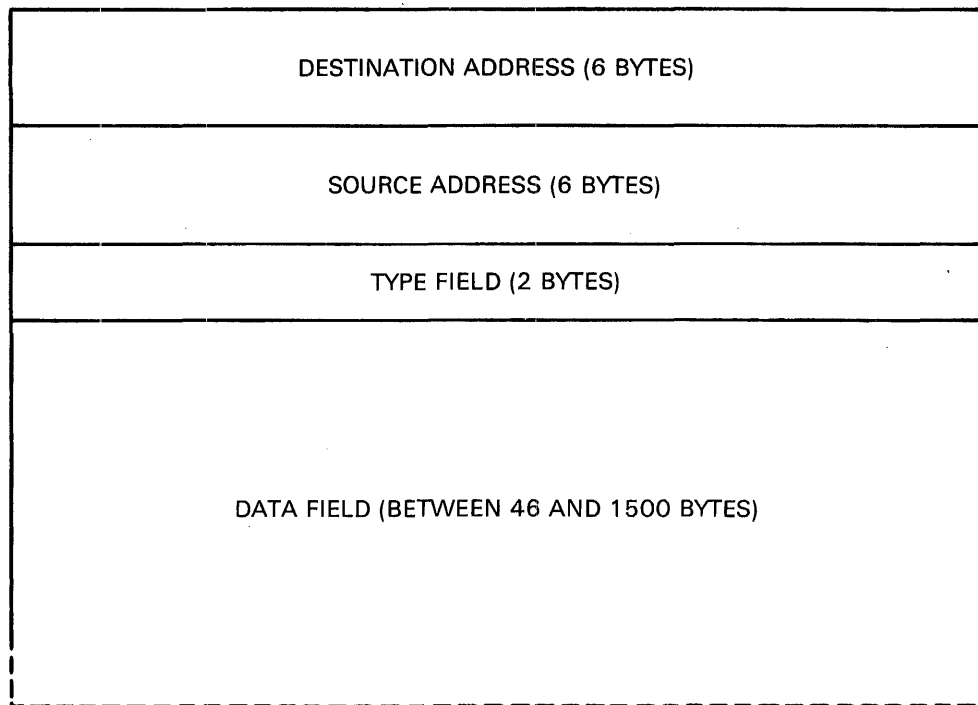 DESTINATION ADDRESS (6 BYTES)
SOURCE ADDRESS (6 BYTES)
TYPE FIELD (2 BYTES)
DATA FIELD (BETWEEN 46 AND 1500 BYTES)